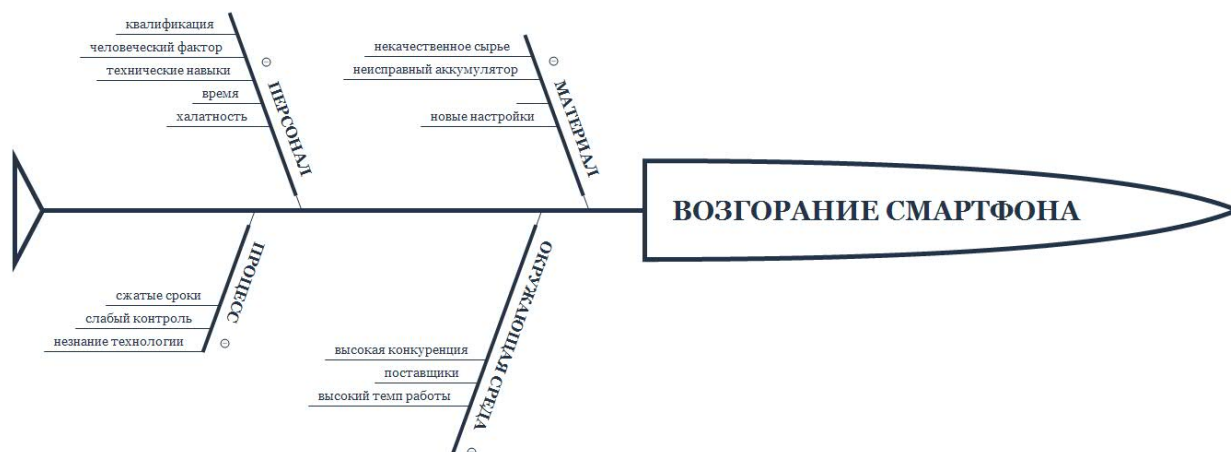 квалификация
человеческий фактор
технические навыки
время
халатность
ПЕРСОНАЛ
некачественное сырье
неисправный аккумулятор
новые настройки
МАТЕРИАЛ
ВОЗГОРАНИЕ СМАРТФОНА
сжатые сроки
слабый контроль
незнание технологии
ПРОЦЕСС
высокая конкуренция
поставщики
высокий темп работы
ОКРУЖАЮЩАЯ СРЕДА